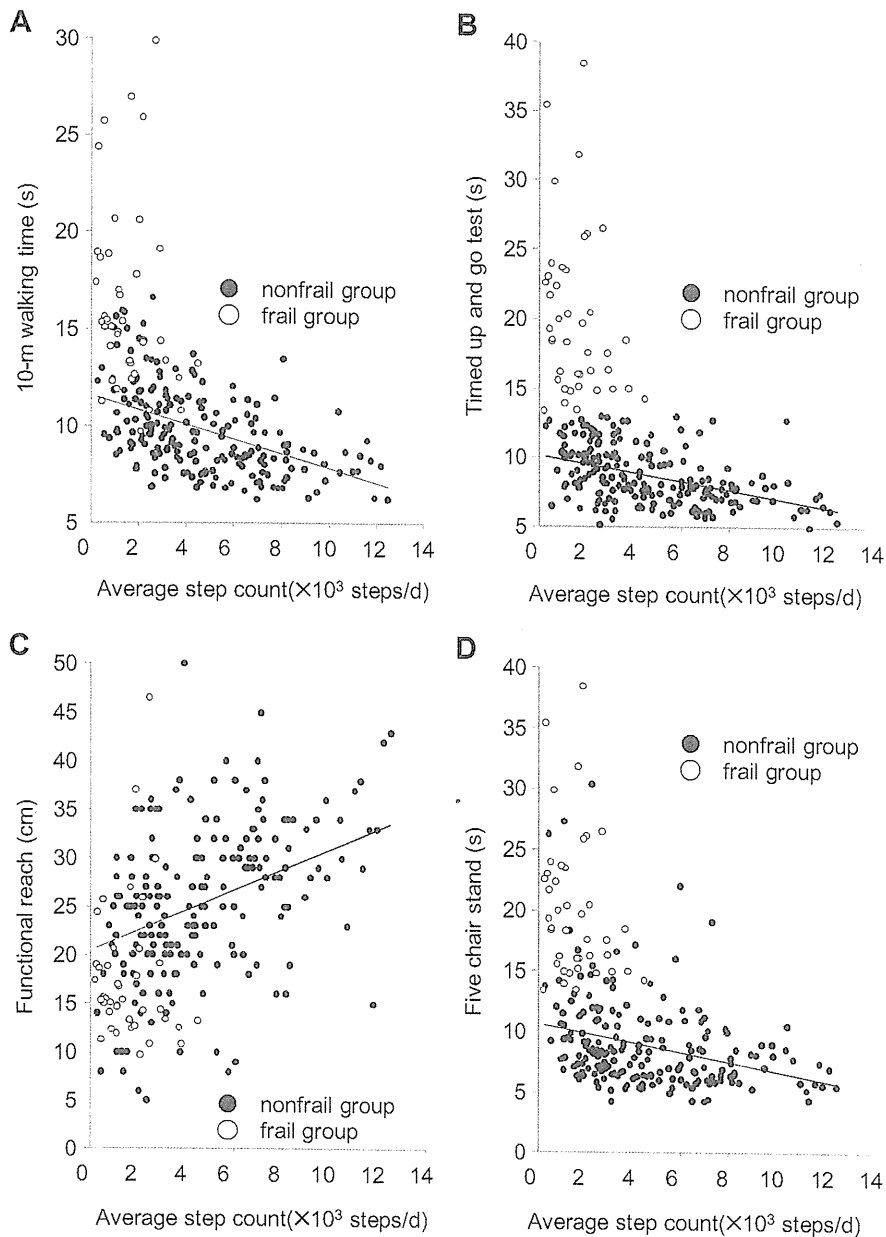 A
30
25
20
15
10
5
10-m walking time (s)
nonfrail group
frail group
0 2 4 6 8 10 12 14
Average step count(×10³ steps/d)
B
40
35
30
25
20
15
10
5
Timed up and go test (s)
nonfrail group
frail group
0 2 4 6 8 10 12 14
Average step count(×10³ steps/d)
C
50
45
40
35
30
25
20
15
10
5
0
Functional reach (cm)
nonfrail group
frail group
0 2 4 6 8 10 12 14
Average step count(×10³ steps/d)
D
40
35
30
25
20
15
10
5
0
Five chair stand (s)
nonfrail group
frail group
0 2 4 6 8 10 12 14
Average step count(×10³ steps/d)